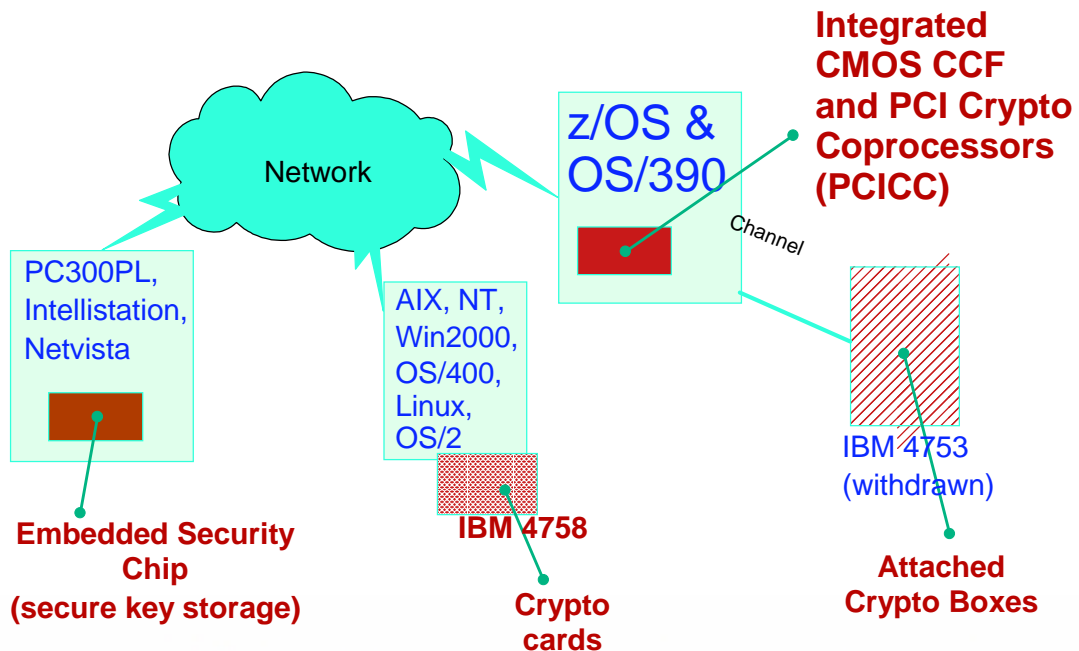 Integrated
CMOS CCF
and PCI Crypto
Coprocessors
(PCICC)
z/OS &
OS/390
Network
Channel
PC300PL,
Intellistation,
Netvista
AIX, NT,
Win2000,
OS/400,
Linux,
OS/2
IBM 4753
(withdrawn)
IBM 4758
Embedded Security
Chip
(secure key storage)
Crypto
cards
Attached
Crypto Boxes